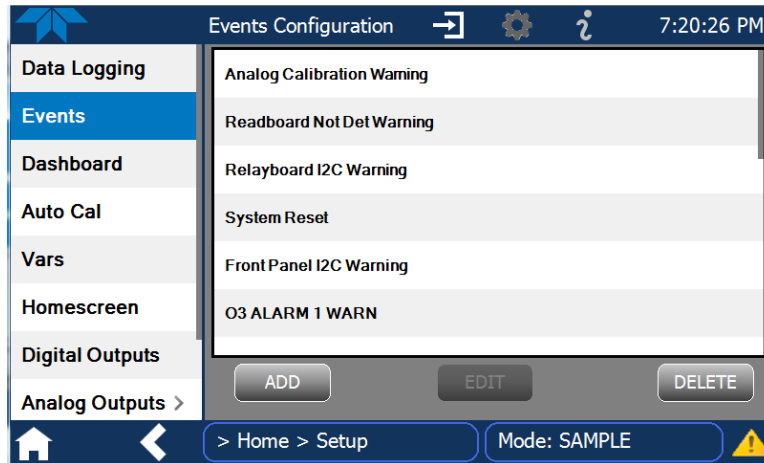 Events Configuration
7:20:26 PM
Data Logging
Events
Dashboard
Auto Cal
Vars
Homescreen
Digital Outputs
Analog Outputs >
Analog Calibration Warning
Readboard Not Det Warning
Relayboard I2C Warning
System Reset
Front Panel I2C Warning
O3 ALARM 1 WARN
ADD
EDIT
DELETE
> Home > Setup
Mode: SAMPLE